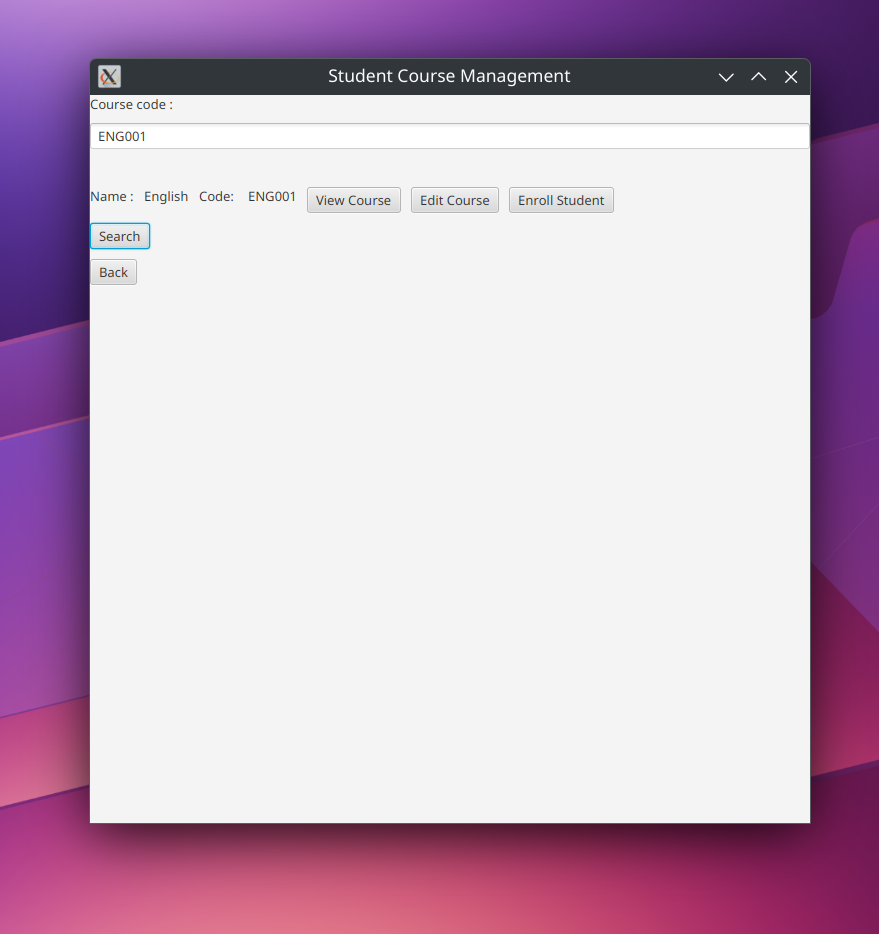 Student Course Management
Course code :
ENG001
Name : English Code: ENG001 View Course Edit Course Enroll Student
Search
Back